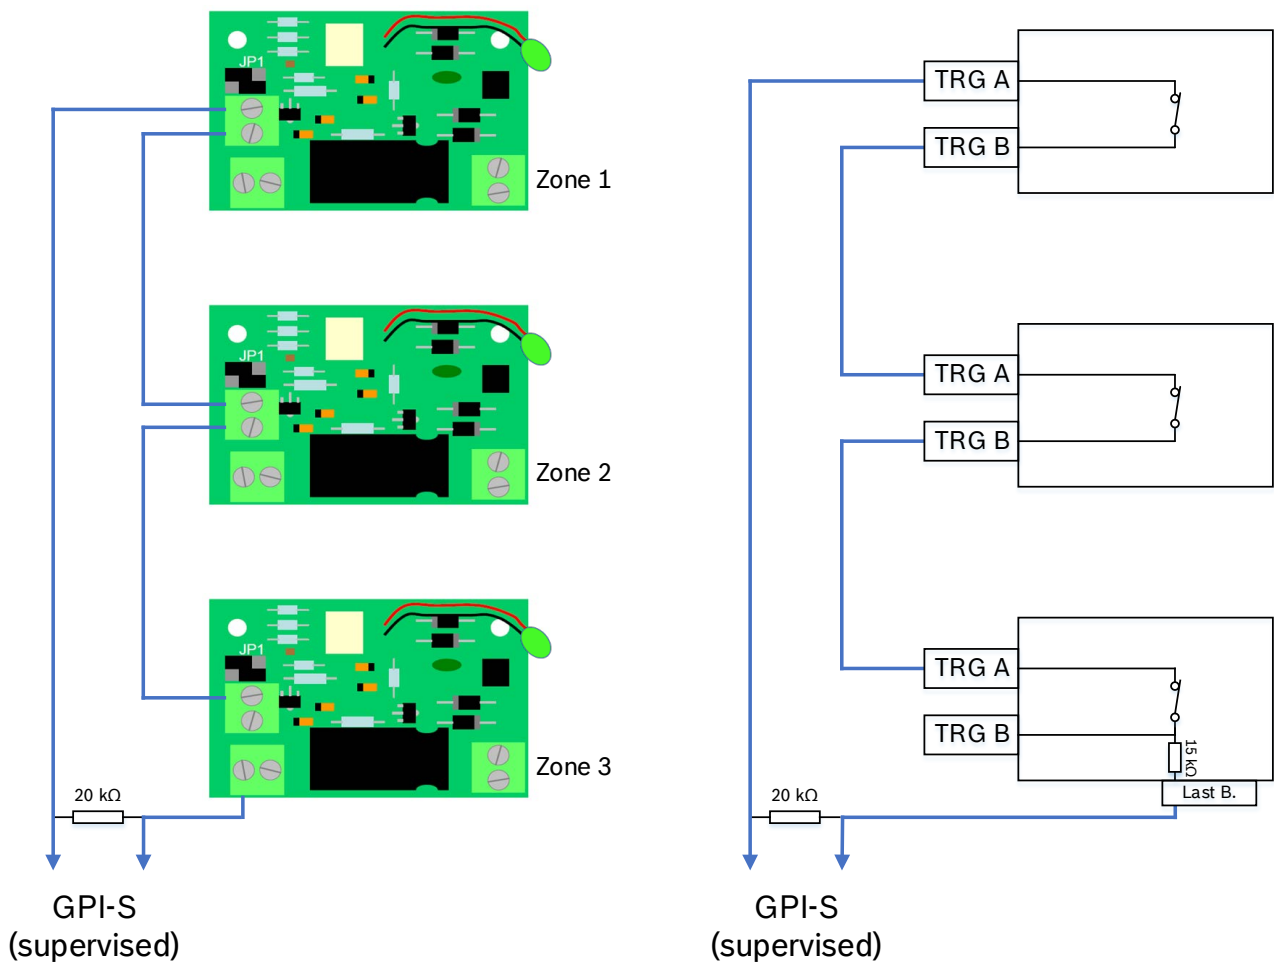 JP1
Zone 1
JP1
Zone 2
JP1
Zone 3
20 kΩ
GPI-S
(supervised)
TRG A
TRG B
TRG A
TRG B
TRG A
TRG B
15 kΩ
Last B.
20 kΩ
GPI-S
(supervised)